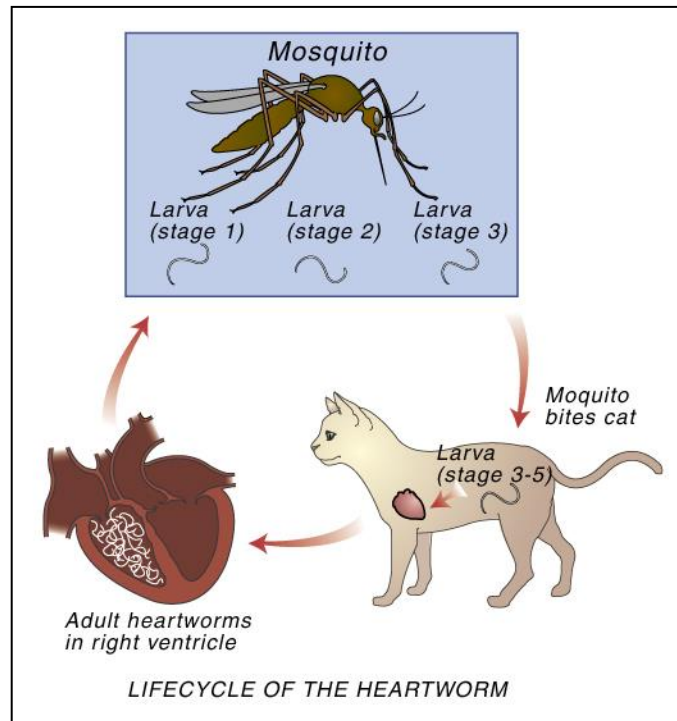 Mosquito
Larva
(stage 1)
Larva
(stage 2)
Larva
(stage 3)
Moquito
bites cat
Larva
(stage 3-5)
Adult heartworms
in right ventricle
LIFECYCLE OF THE HEARTWORM